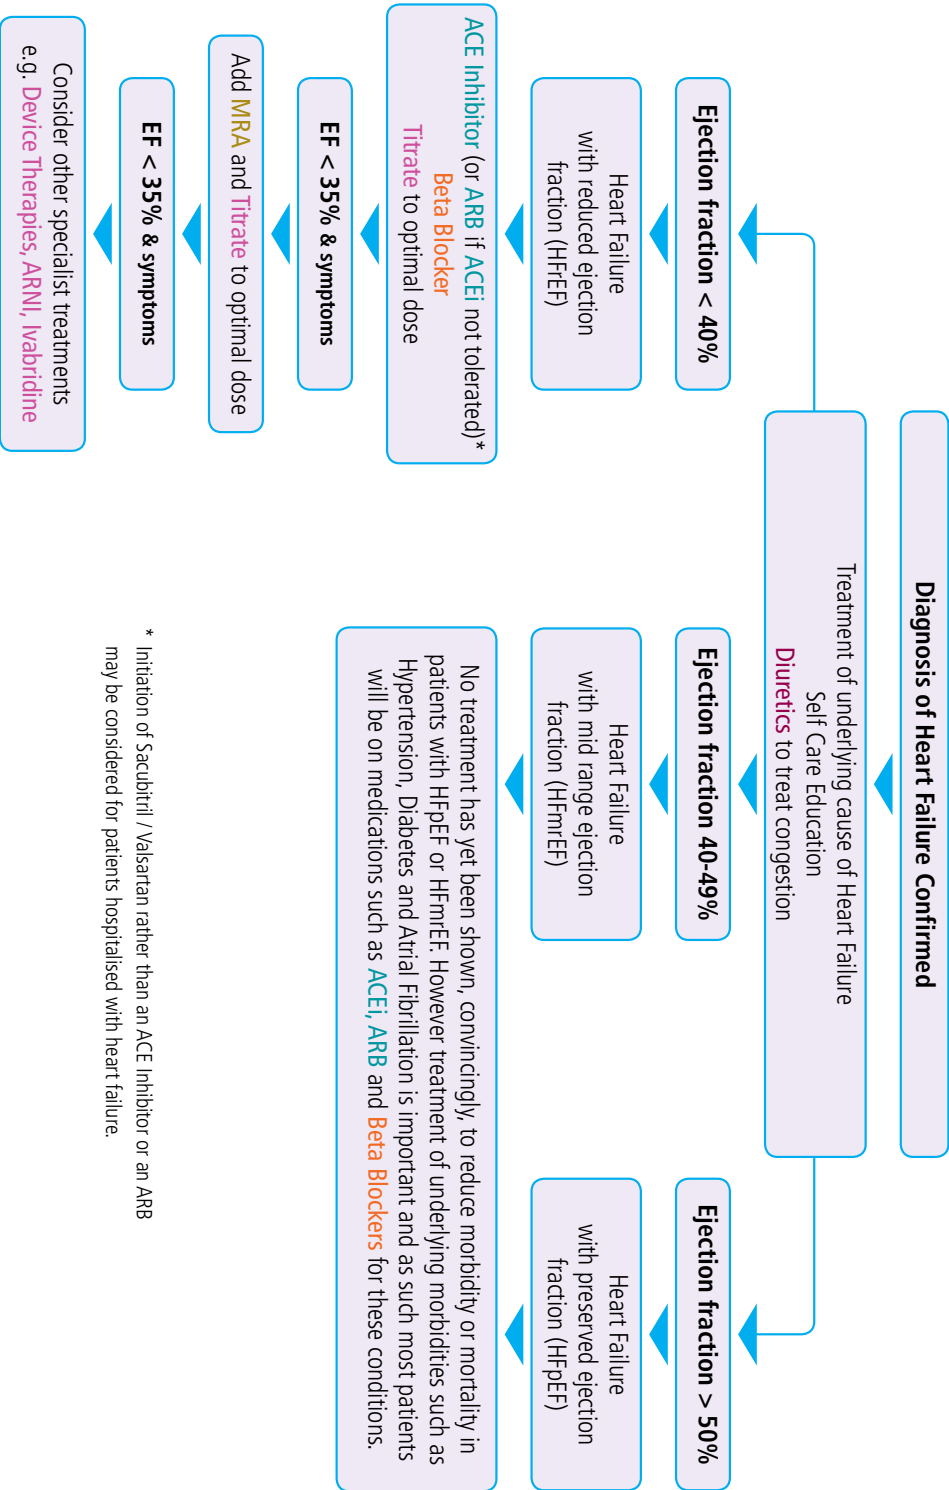 Diagnosis of Heart Failure Confirmed
Treatment of underlying cause of Heart Failure
Self Care Education
Diuretics to treat congestion
Ejection fraction < 40%
Heart Failure
with reduced ejection
fraction (HFrEF)
ACE Inhibitor (or ARB if ACEi not tolerated)*
Beta Blocker
Titrate to optimal dose
EF < 35% & symptoms
Add MRA and Titrate to optimal dose
EF < 35% & symptoms
Consider other specialist treatments
e.g. Device Therapies, ARNI, Ivabridine
Ejection fraction 40-49%
Heart Failure
with mid range ejection
fraction (HFmrEF)
Ejection fraction > 50%
Heart Failure
with preserved ejection
fraction (HFpEF)
No treatment has yet been shown, convincingly, to reduce morbidity or mortality in
patients with HFpEF or HFmrEF. However treatment of underlying morbidities such as
Hypertension, Diabetes and Atrial Fibrillation is important and as such most patients
will be on medications such as ACEi, ARB and Beta Blockers for these conditions.
* Initiation of Sacubitril / Valsartan rather than an ACE Inhibitor or an ARB
may be considered for patients hospitalised with heart failure.